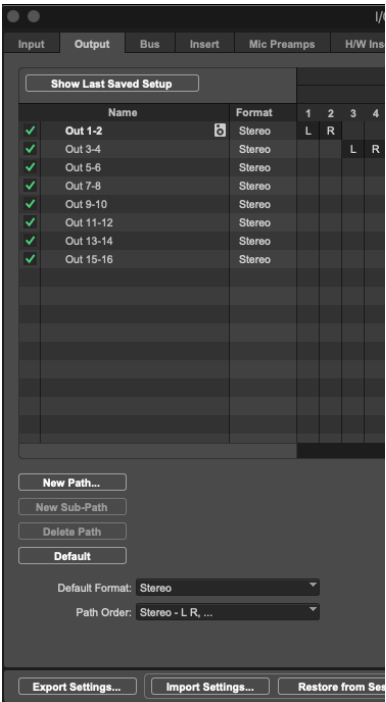 I/
Input Output Bus Insert Mic Preamps H/W Ins
Show Last Saved Setup
Name Format 1 2 3 4
Out 1-2 Stereo L R
Out 3-4 Stereo L R
Out 5-6 Stereo
Out 7-8 Stereo
Out 9-10 Stereo
Out 11-12 Stereo
Out 13-14 Stereo
Out 15-16 Stereo
New Path...
New Sub-Path
Delete Path
Default
Default Format: Stereo
Path Order: Stereo - L R, ...
Export Settings... Import Settings... Restore from Ses